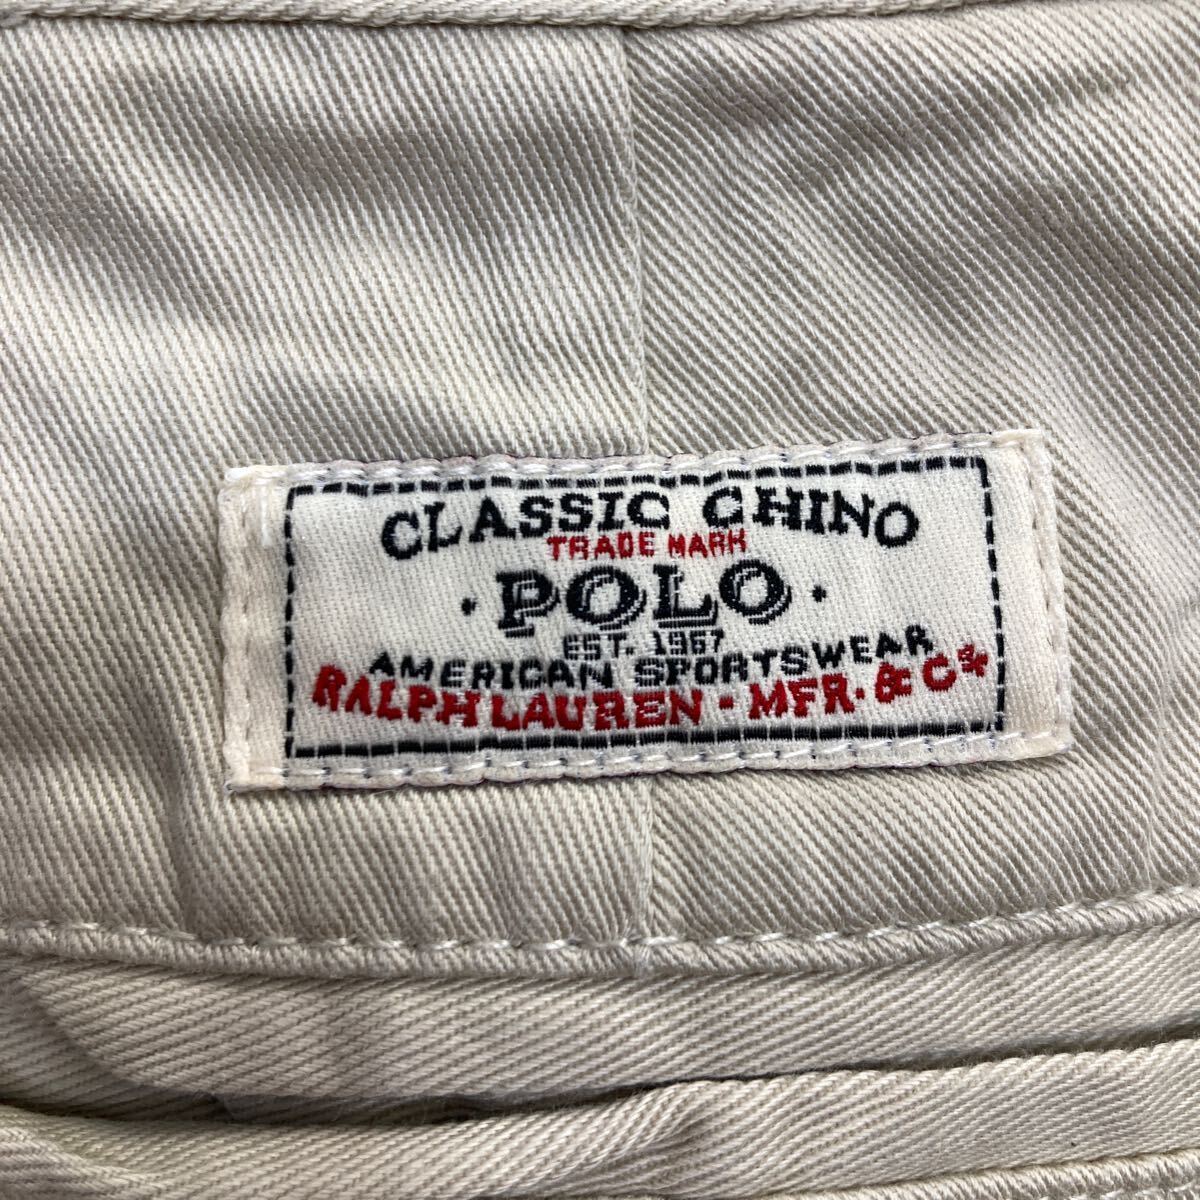 CLASSIC CHINO
TRADE MARK
· POLO ·
EST. 1967
AMERICAN SPORTSWEAR
RALPH LAUREN - MFR. & Co